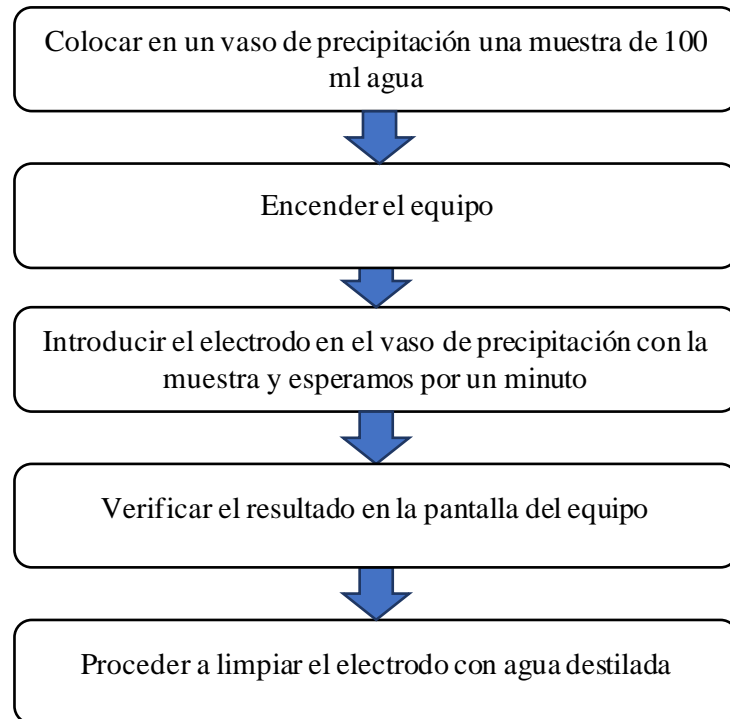 Colocar en un vaso de precipitación una muestra de 100
ml agua
Encender el equipo
Introducir el electrodo en el vaso de precipitación con la
muestra y esperamos por un minuto
Verificar el resultado en la pantalla del equipo
Proceder a limpiar el electrodo con agua destilada